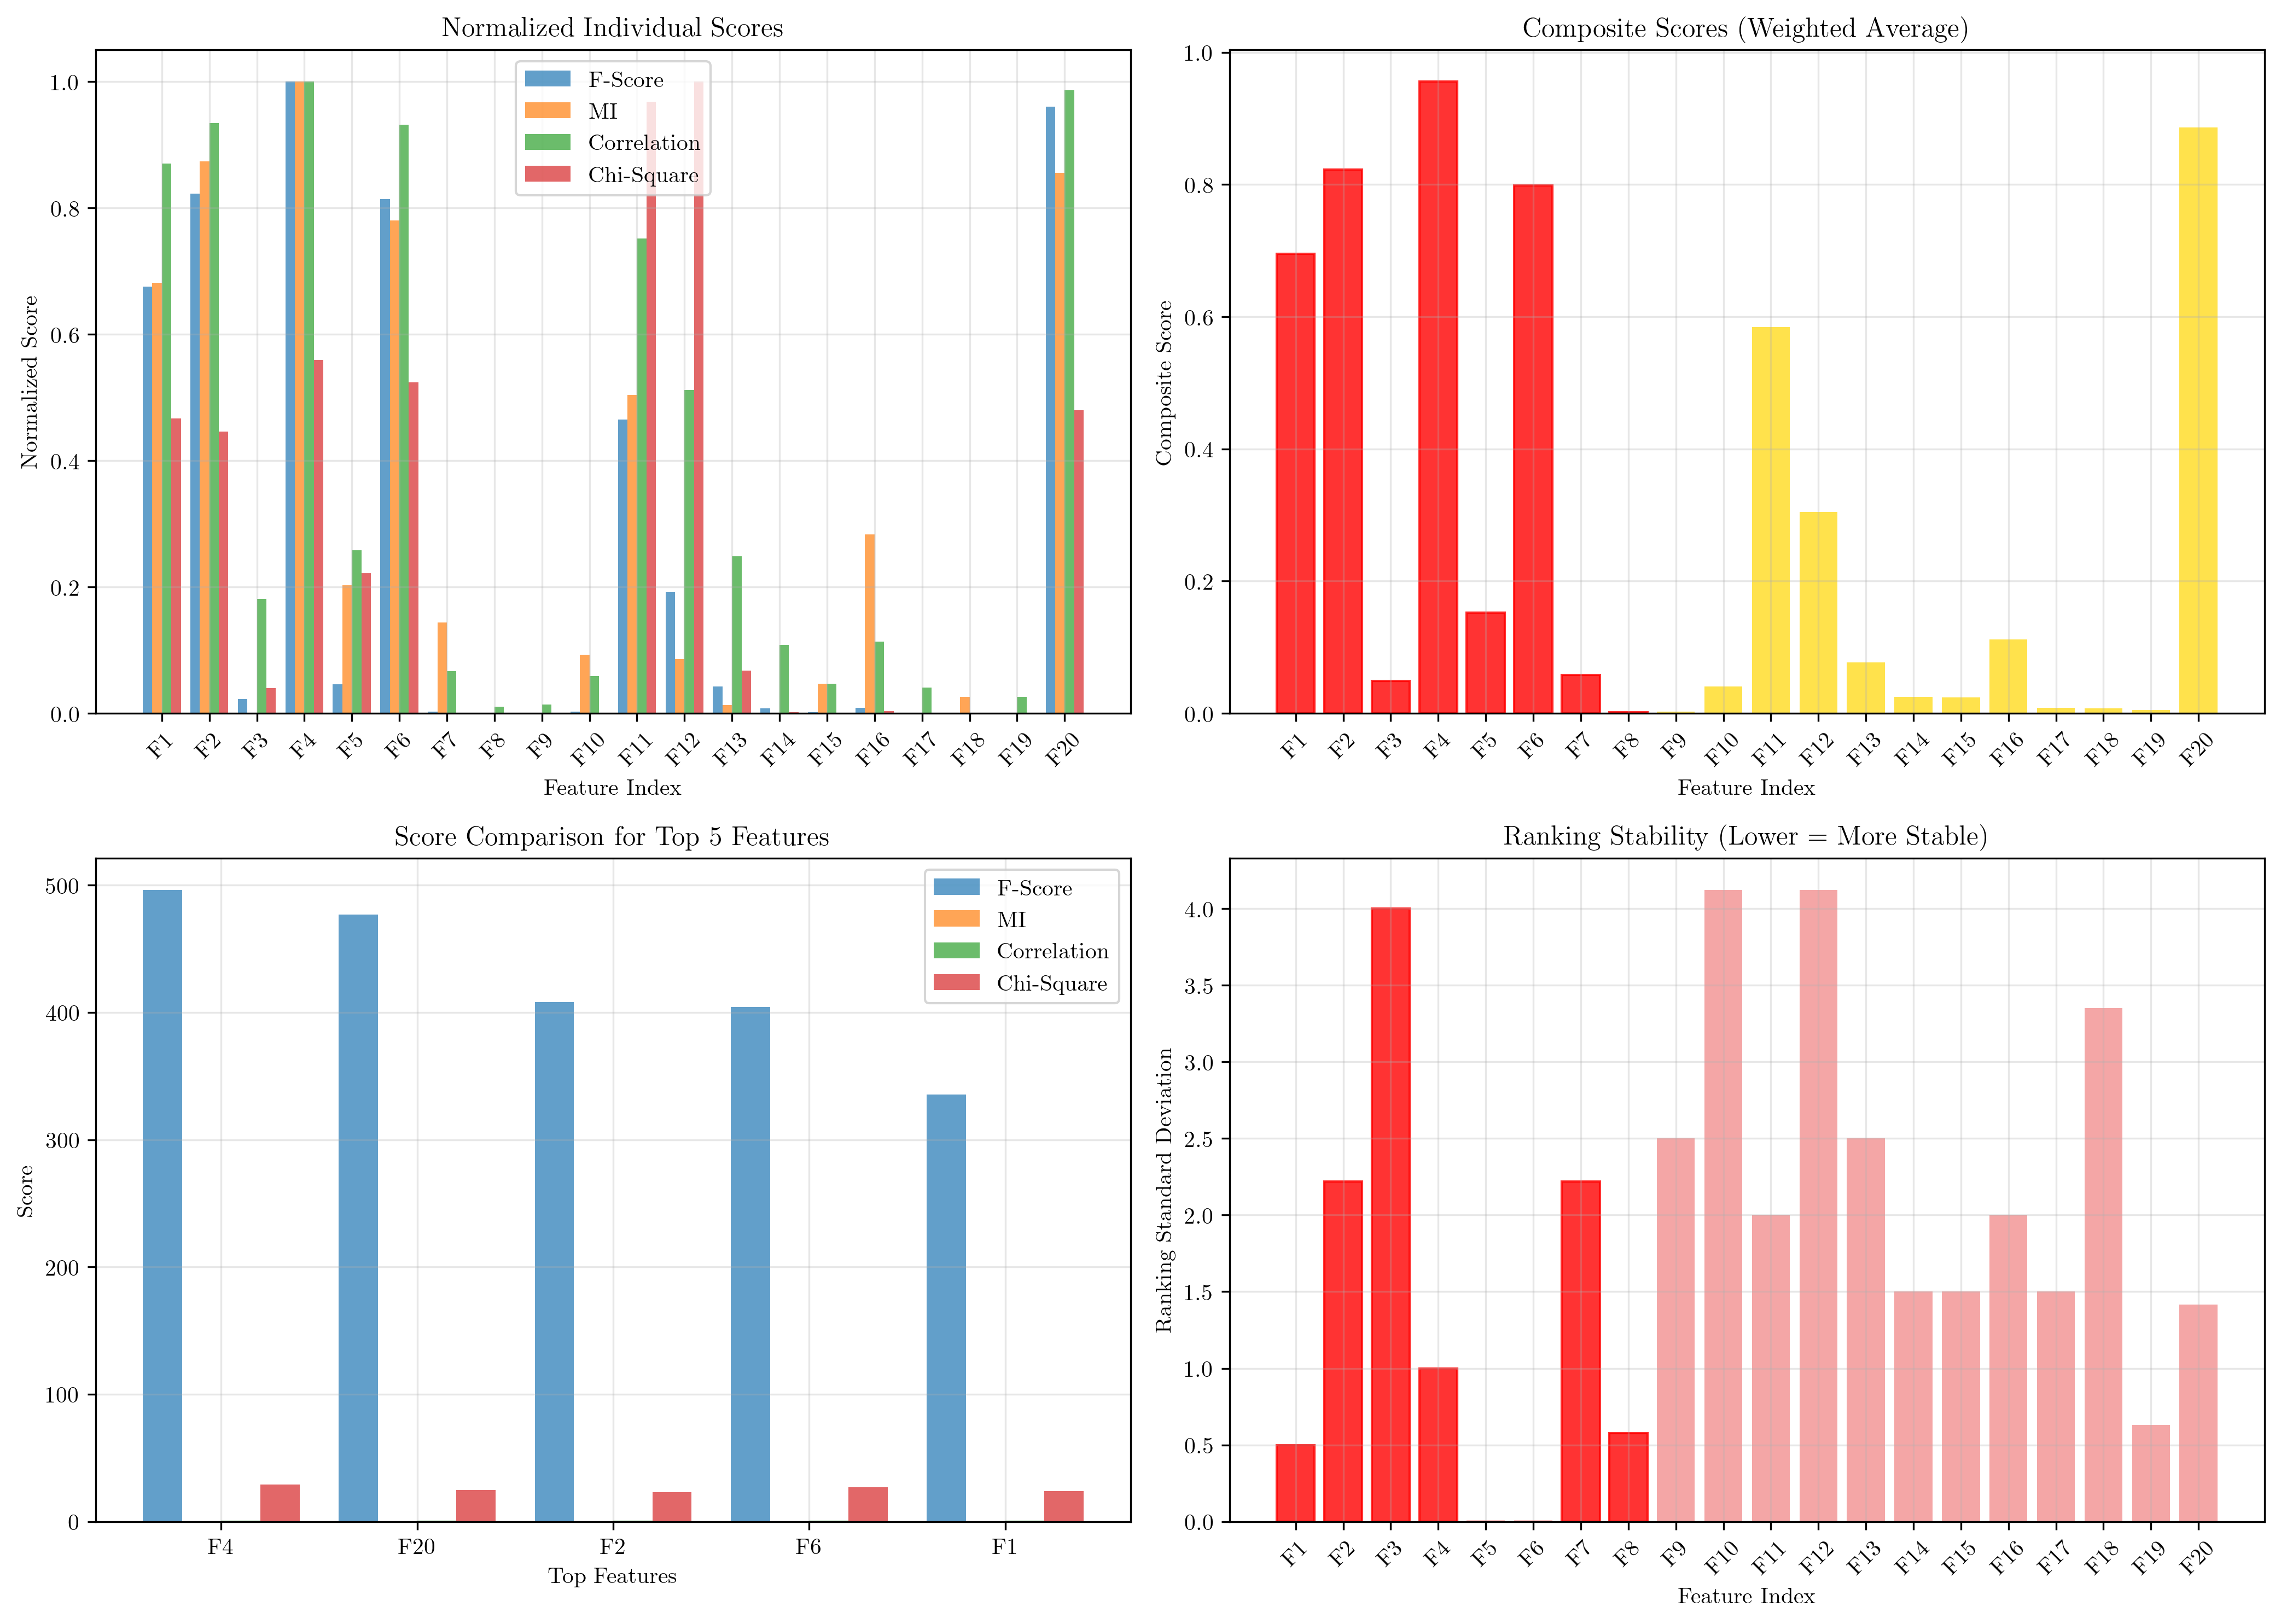 Normalized Individual Scores
F-Score
MI
Correlation
Chi-Square
Normalized Score
1.0
0.8
0.6
0.4
0.2
0.0
F1 F2 F3 F4 F5 F6 F7 F8 F9 F10 F11 F12 F13 F14 F15 F16 F17 F18 F19 F20
Feature Index
Composite Scores (Weighted Average)
Composite Score
1.0
0.8
0.6
0.4
0.2
0.0
F1 F2 F3 F4 F5 F6 F7 F8 F9 F10 F11 F12 F13 F14 F15 F16 F17 F18 F19 F20
Feature Index
Score Comparison for Top 5 Features
F-Score
MI
Correlation
Chi-Square
Score
500
400
300
200
100
0
F4 F20 F2 F6 F1
Top Features
Ranking Stability (Lower = More Stable)
Ranking Standard Deviation
4.0
3.5
3.0
2.5
2.0
1.5
1.0
0.5
0.0
F1 F2 F3 F4 F5 F6 F7 F8 F9 F10 F11 F12 F13 F14 F15 F16 F17 F18 F19 F20
Feature Index